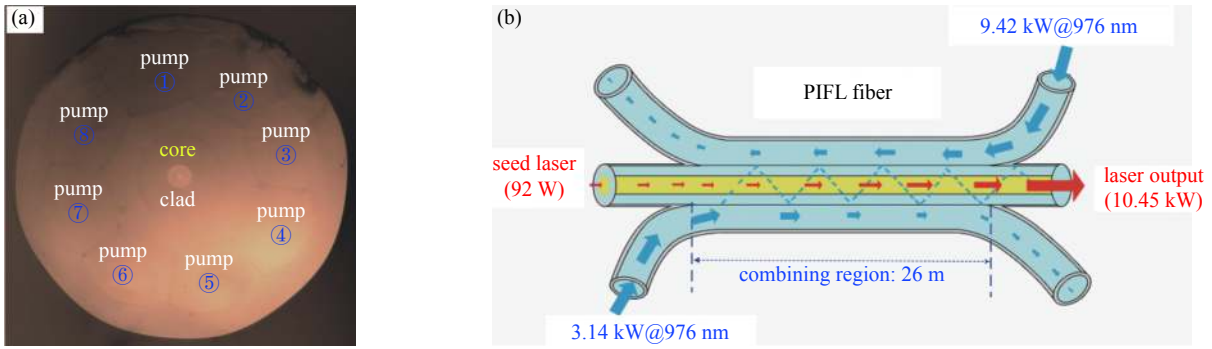 (a)
pump
①
pump
②
pump
③
pump
④
pump
⑤
pump
⑥
pump
⑦
pump
⑧
core
clad
(b)
9.42 kW@976 nm
PIFL fiber
seed laser
(92 W)
laser output
(10.45 kW)
combining region: 26 m
3.14 kW@976 nm